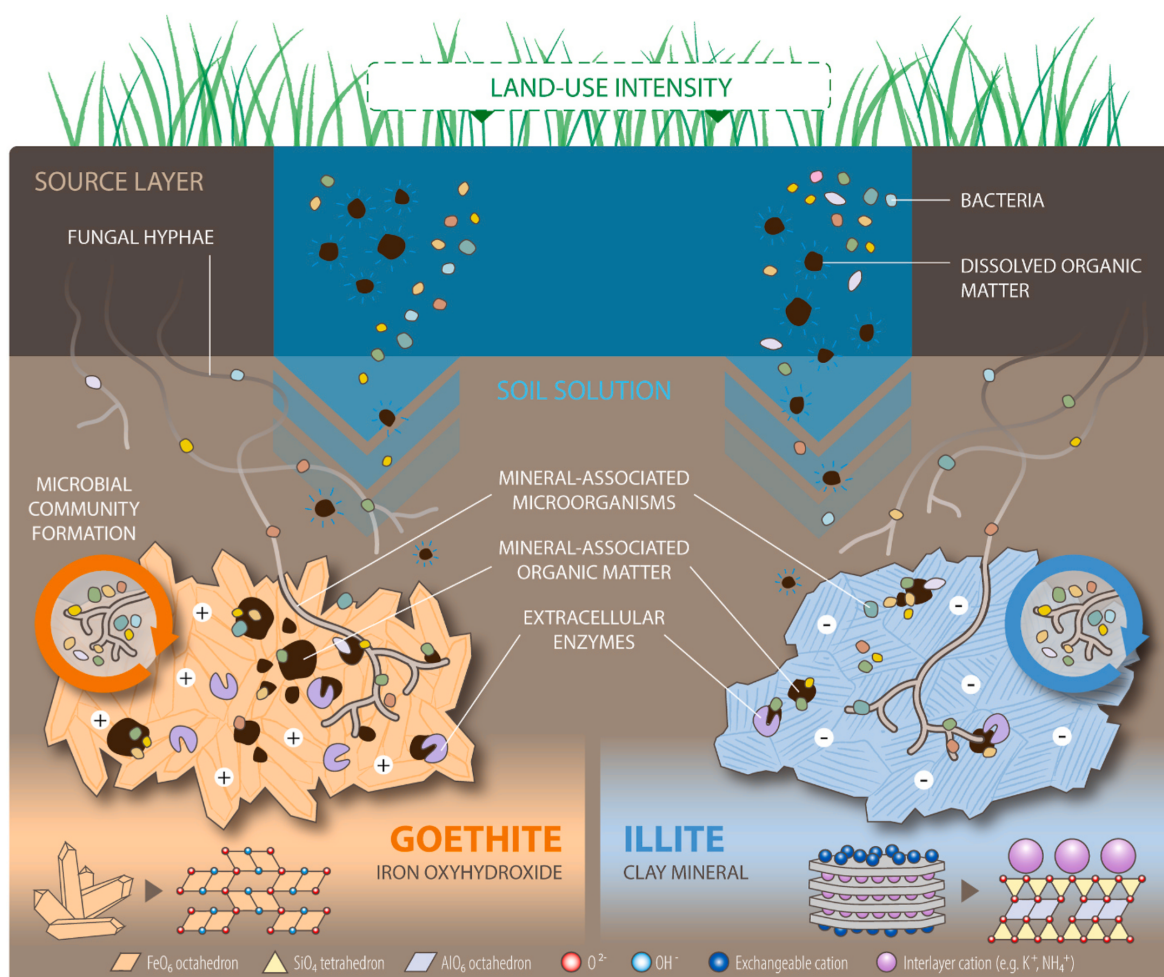 LAND-USE INTENSITY
SOURCE LAYER
FUNGAL HYPHAE
BACTERIA
DISSOLVED ORGANIC
MATTER
SOIL SOLUTION
MICROBIAL
COMMUNITY
FORMATION
MINERAL-ASSOCIATED
MICROORGANISMS
MINERAL-ASSOCIATED
ORGANIC MATTER
EXTRACELLULAR
ENZYMES
+ + + + + + +
- - - - - - -
GOETHITE
IRON OXYHYDROXIDE
ILLITE
CLAY MINERAL
FeO₆ octahedron SiO₄ tetrahedron AlO₆ octahedron O²⁻ OH⁻ Exchangeable cation Interlayer cation (e.g. K⁺, NH₄⁺)